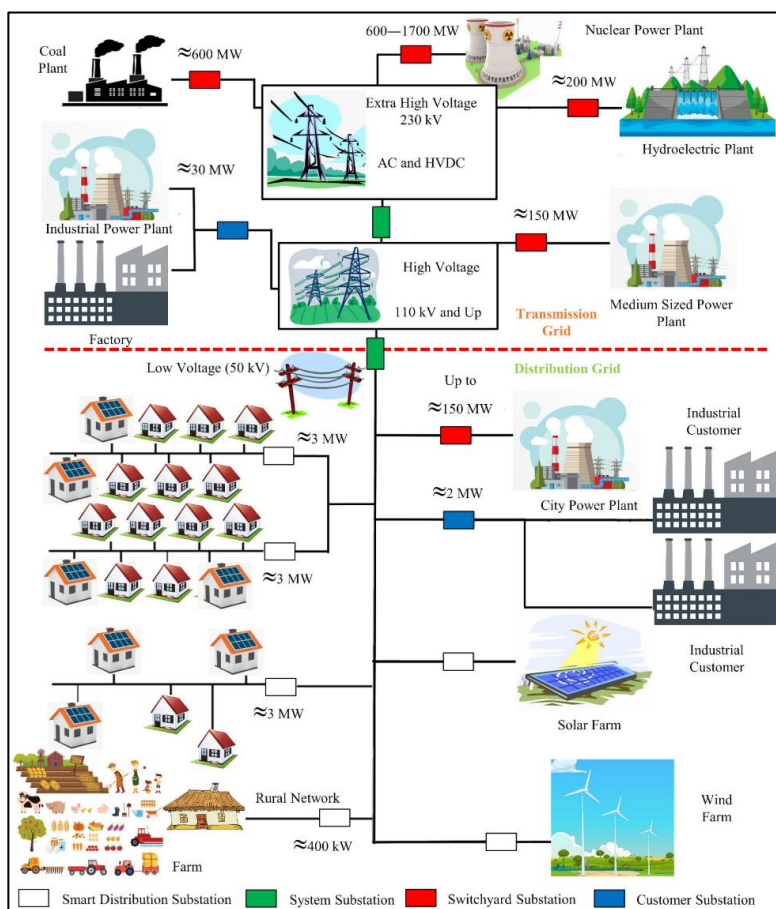 Coal
Plant
≈600 MW
600—1700 MW
Nuclear Power Plant
≈200 MW
Extra High Voltage
230 kV
AC and HVDC
Hydroelectric Plant
≈30 MW
Industrial Power Plant
≈150 MW
High Voltage
110 kV and Up
Medium Sized Power
Plant
Transmission
Grid
Factory
Low Voltage (50 kV)
Distribution Grid
Up to
≈150 MW
Industrial
Customer
≈3 MW
≈2 MW
City Power Plant
≈3 MW
Industrial
Customer
≈3 MW
Solar Farm
Rural Network
Wind
Farm
≈400 kW
Farm
Smart Distribution Substation
System Substation
Switchyard Substation
Customer Substation